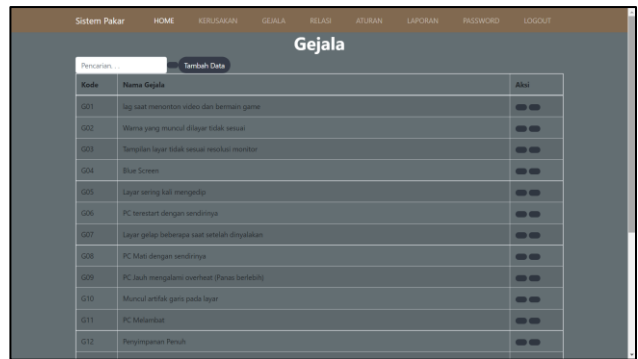 Sistem Pakar HOME KERUSAKAN GEJALA RELASI ATURAN LAPORAN PASSWORD LOGOUT
Gejala
Pencarian. . . Tambah Data
Kode Nama Gejala Aksi
G01 lag saat menonton video dan bermain game
G02 Warna yang muncul dilayar tidak sesuai
G03 Tampilan layar tidak sesuai resolusi monitor
G04 Blue Screen
G05 Layar sering kali mengedip
G06 PC terestart dengan sendirinya
G07 Layar gelap beberapa saat setelah dinyalakan
G08 PC Mati dengan sendirinya
G09 PC Jauh mengalami overheat (Panas berlebih)
G10 Muncul artifak garis pada layar
G11 PC Melambat
G12 Penyimpanan Penuh